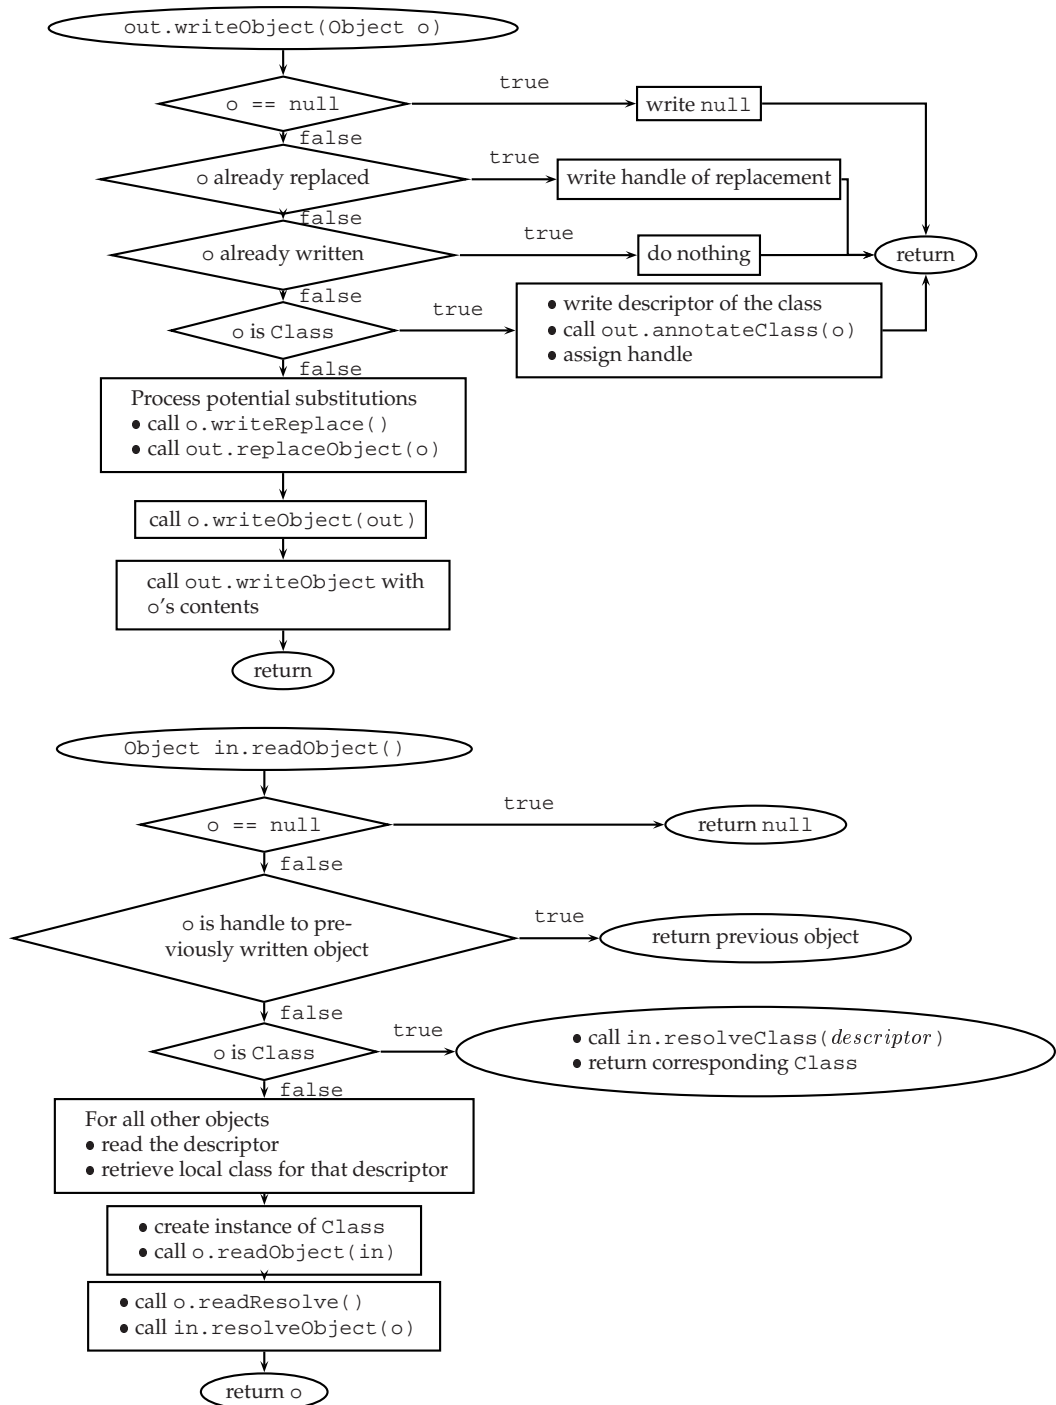 out.writeObject(Object o)
true
o == null
write null
false
true
o already replaced
write handle of replacement
false
true
o already written
do nothing
return
false
true
o is Class
• write descriptor of the class
• call out.annotateClass(o)
• assign handle
false
Process potential substitutions
• call o.writeReplace()
• call out.replaceObject(o)
call o.writeObject(out)
call out.writeObject with
o's contents
return
Object in.readObject()
true
o == null
return null
false
true
o is handle to pre-
viously written object
return previous object
false
true
o is Class
• call in.resolveClass(descriptor)
• return corresponding Class
false
For all other objects
• read the descriptor
• retrieve local class for that descriptor
• create instance of Class
• call o.readObject(in)
• call o.readResolve()
• call in.resolveObject(o)
return o